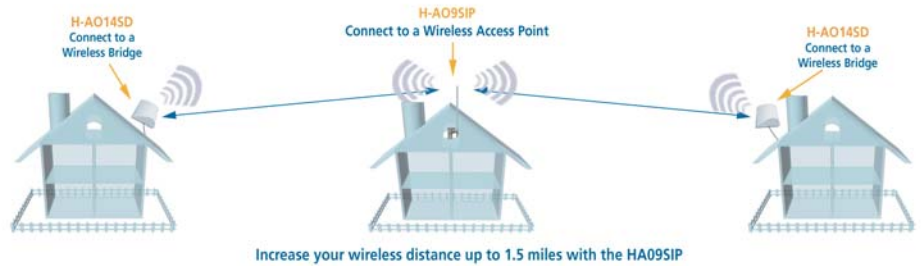 H-AO14SD
Connect to a
Wireless Bridge
H-AO9SIP
Connect to a Wireless Access Point
H-AO14SD
Connect to a
Wireless Bridge
Increase your wireless distance up to 1.5 miles with the HA09SIP